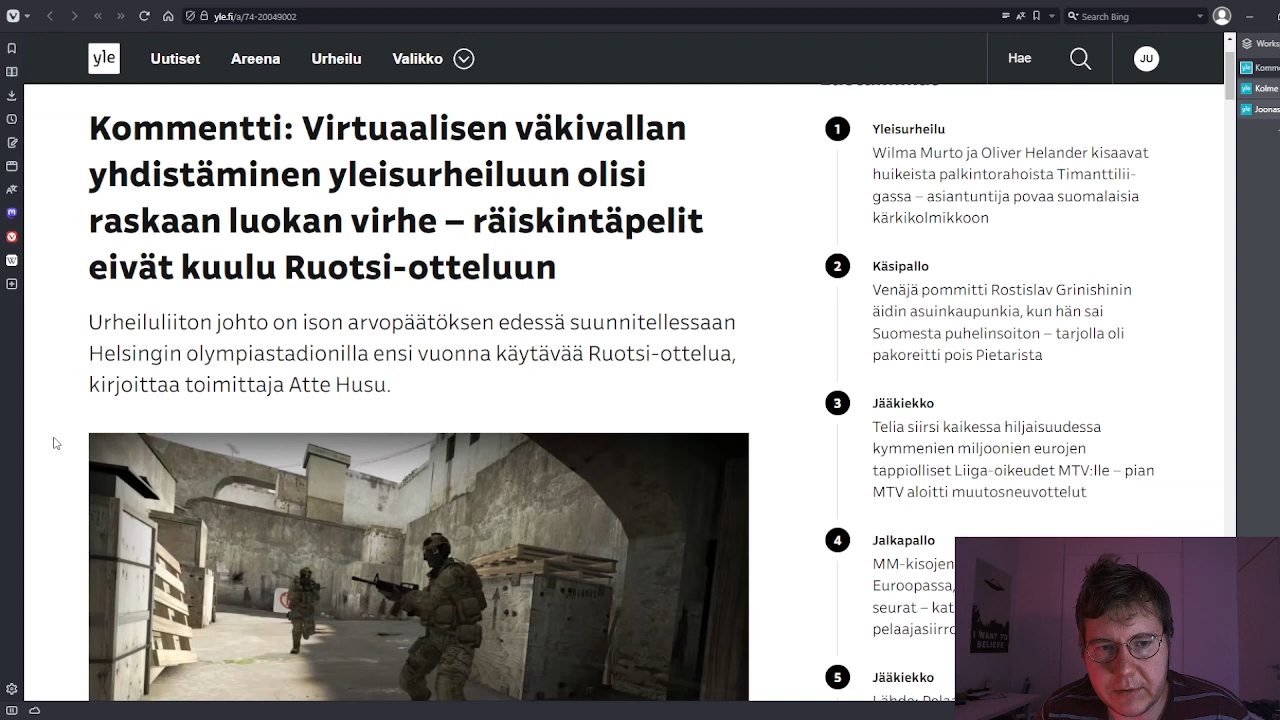 yle.fi/a/74-20049002
Search Bing
yle
Uutiset
Areena
Urheilu
Valikko
Hae
JU
Works
Komme
Kolme
Joonas
Kommentti: Virtuaalisen väkivallan
yhdistäminen yleisurheiluun olisi
raskaan luokan virhe – räiskintäpelit
eivät kuulu Ruotsi-otteluun
Urheiluliiton johto on ison arvopäätöksen edessä suunnitellessaan
Helsingin olympiastadionilla ensi vuonna käytävää Ruotsi-ottelua,
kirjoittaa toimittaja Atte Husu.
1
Yleisurheilu
Wilma Murto ja Oliver Helander kisaavat
huikeista palkintorahoista Timanttilii-
gassa – asiantuntija povaa suomalaisia
kärkikolmikkoon
2
Käsipallo
Venäjä pommitti Rostislav Grinishinin
äidin asuinkaupunkia, kun hän sai
Suomesta puhelinsoiton – tarjolla oli
pakoreitti pois Pietarista
3
Jääkiekko
Telia siirsi kaikessa hiljaisuudessa
kymmenien miljoonien eurojen
tappiolliset Liiga-oikeudet MTV:lle – pian
MTV aloitti muutosneuvottelut
4
Jalkapallo
MM-kisojen
Euroopassa,
seurat – kat
pelaajasiirro
5
Jääkiekko
I WANT TO
BELIEVE